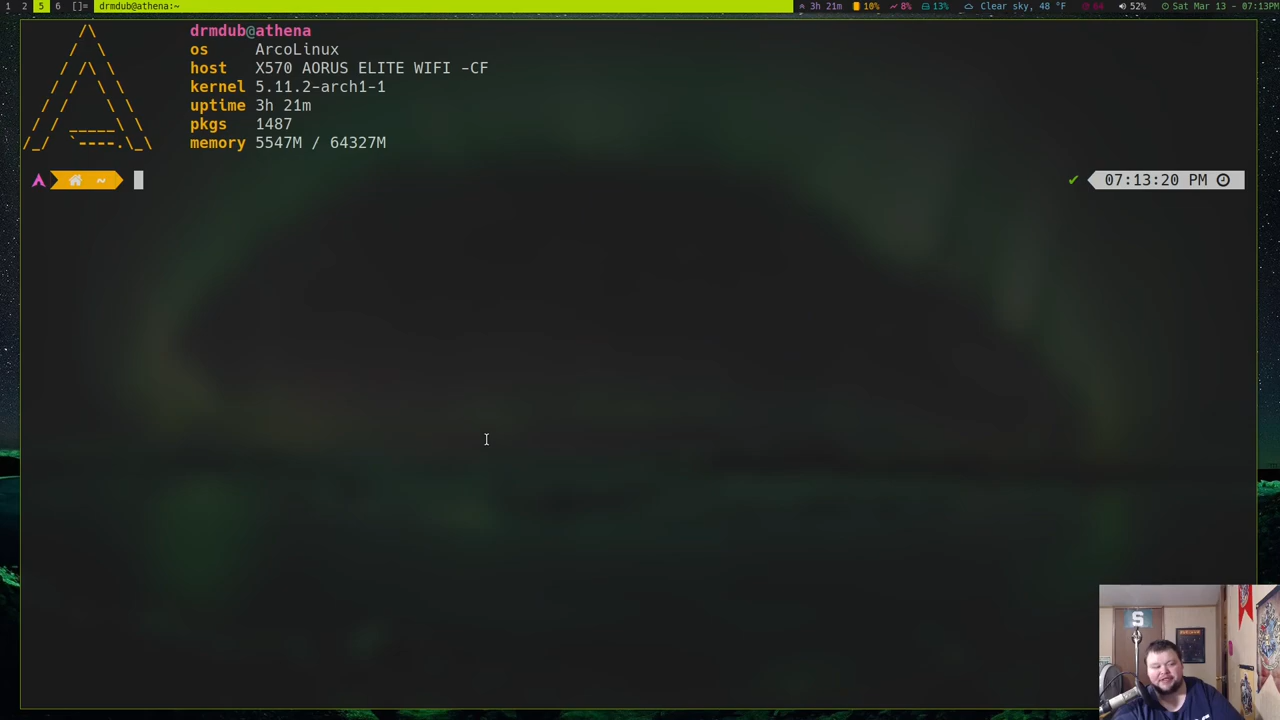 1 2 5 6 []= drmdub@athena:~ 3h 21m 10% 8% 13% Clear sky, 48 °F 64 52% Sat Mar 13 - 07:13PM
drmdub@athena
os ArcoLinux
host X570 AORUS ELITE WIFI -CF
kernel 5.11.2-arch1-1
uptime 3h 21m
pkgs 1487
memory 5547M / 64327M
~ 07:13:20 PM
S